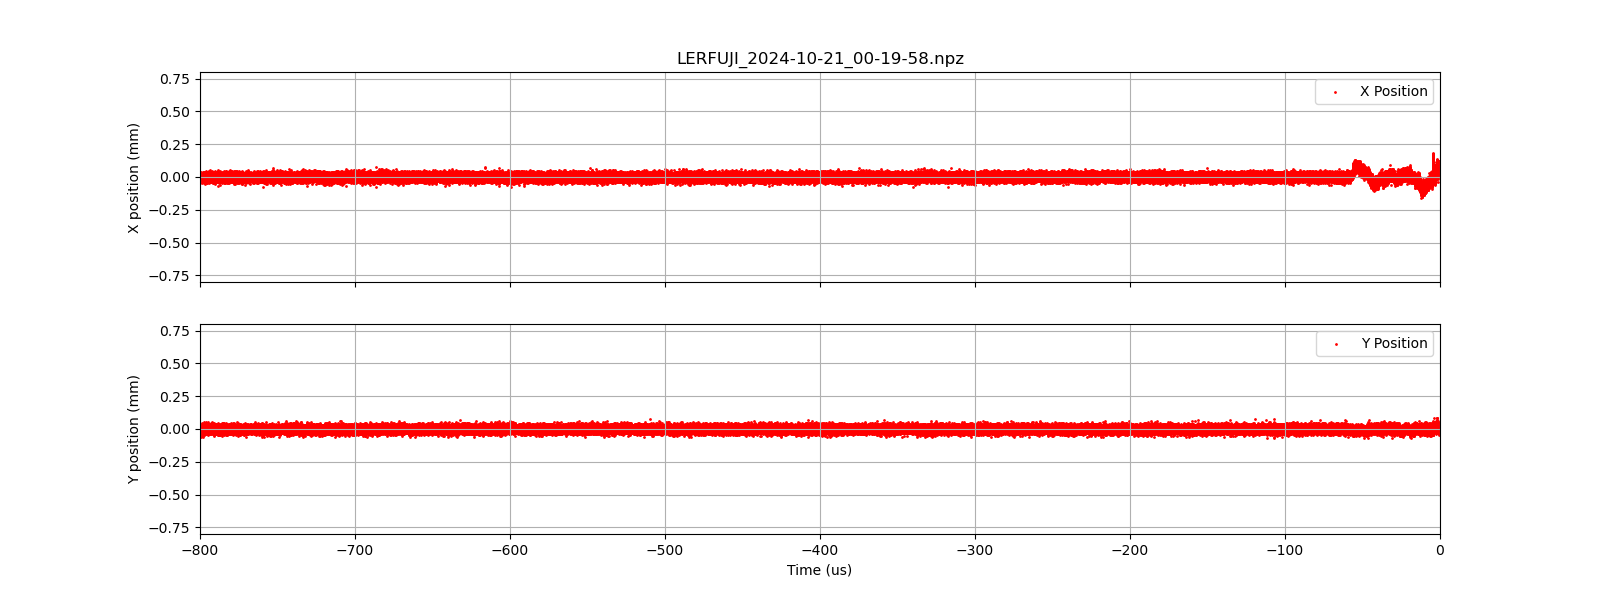 LERFUJI_2024-10-21_00-19-58.npz
X position (mm)
0.75
0.50
0.25
0.00
−0.25
−0.50
−0.75
X Position
Y position (mm)
0.75
0.50
0.25
0.00
−0.25
−0.50
−0.75
Y Position
−800 −700 −600 −500 −400 −300 −200 −100 0
Time (us)